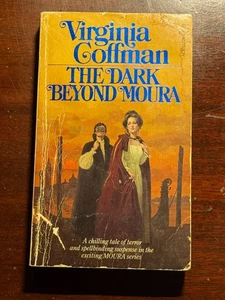 Virginia
Coffman
THE DARK
BEYOND MOURA
A chilling tale of terror
and spellbinding suspense in the
exciting MOURA series